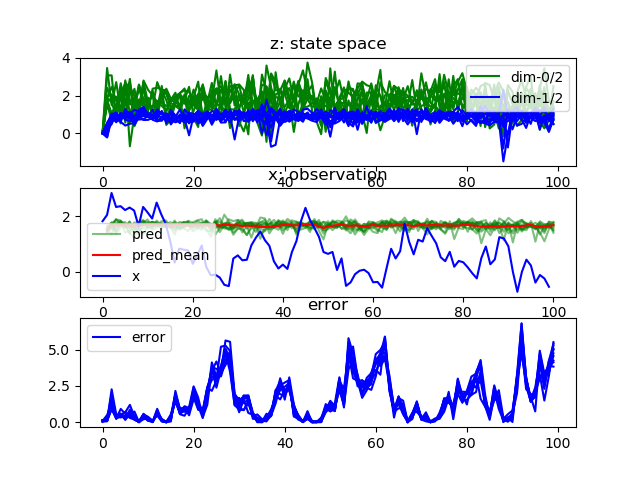 z: state space
4
2
0
dim-0/2
dim-1/2
0 20 40 60 80 100
x: observation
2
0
pred
pred_mean
x
0 20 40 60 80 100
error
5.0
2.5
0.0
error
0 20 40 60 80 100